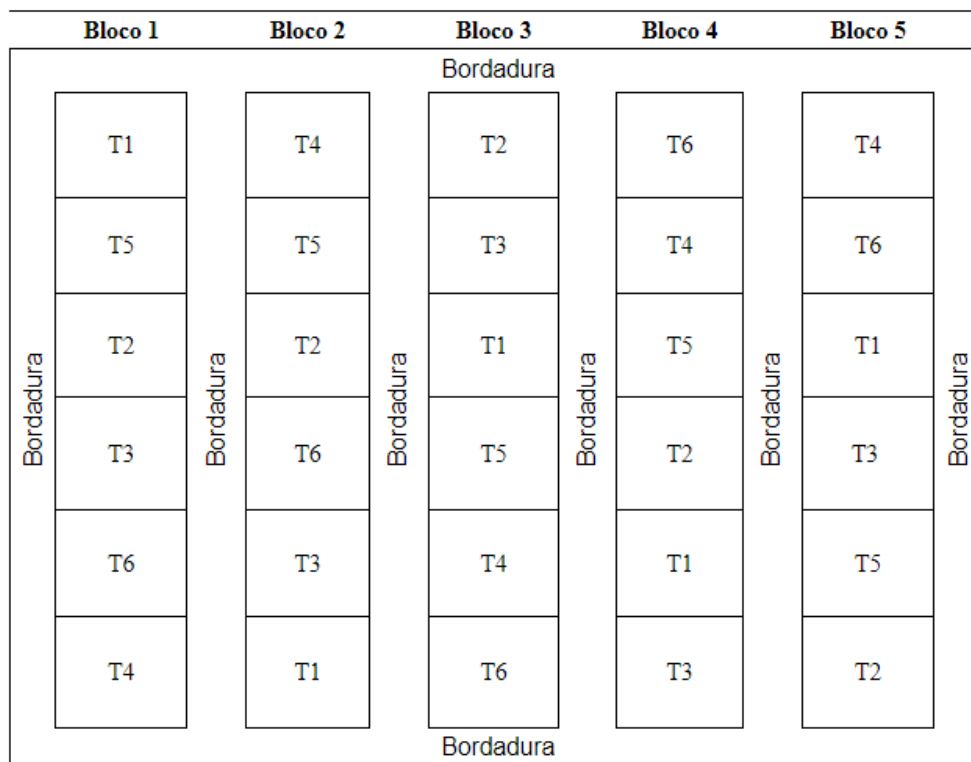 Bloco 1 Bloco 2 Bloco 3 Bloco 4 Bloco 5
Bordadura
T1 T4 T2 T6 T4
T5 T5 T3 T4 T6
T2 T2 T1 T5 T1
Bordadura Bordadura Bordadura Bordadura Bordadura Bordadura
T3 T6 T5 T2 T3
T6 T3 T4 T1 T5
T4 T1 T6 T3 T2
Bordadura